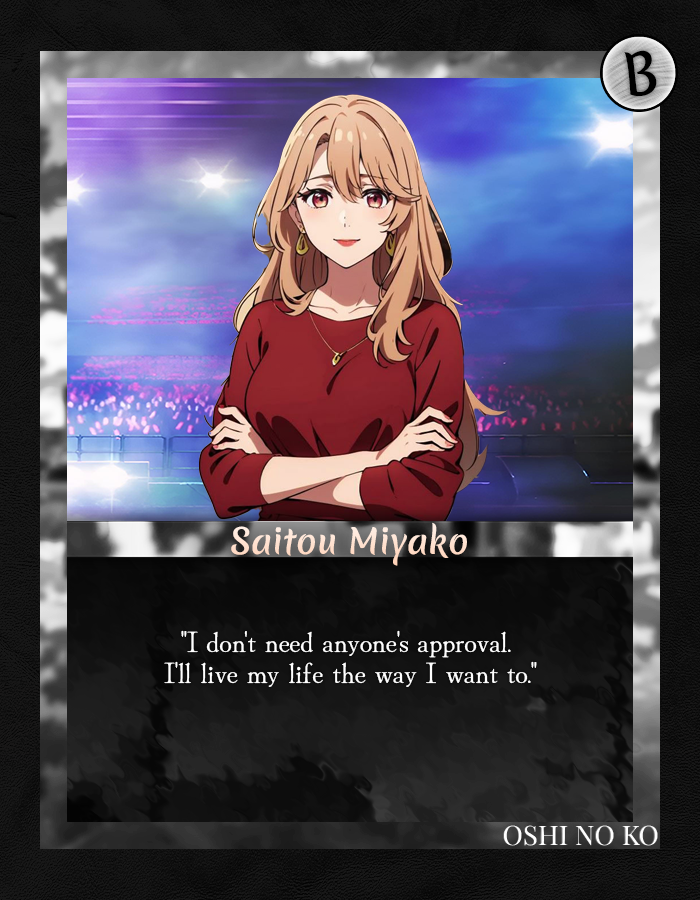 B
Saitou Miyako
"I don't need anyone's approval.
I'll live my life the way I want to."
OSHI NO KO